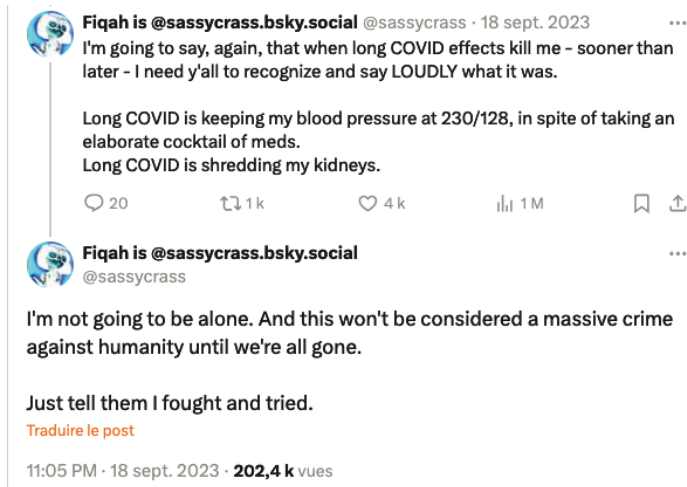 Fiqah is @sassycrass.bsky.social @sassycrass · 18 sept. 2023
I'm going to say, again, that when long COVID effects kill me - sooner than
later - I need y'all to recognize and say LOUDLY what it was.
Long COVID is keeping my blood pressure at 230/128, in spite of taking an
elaborate cocktail of meds.
Long COVID is shredding my kidneys.
20 1 k 4 k 1 M
Fiqah is @sassycrass.bsky.social
@sassycrass
I'm not going to be alone. And this won't be considered a massive crime
against humanity until we're all gone.
Just tell them I fought and tried.
Traduire le post
11:05 PM · 18 sept. 2023 · 202,4 k vues